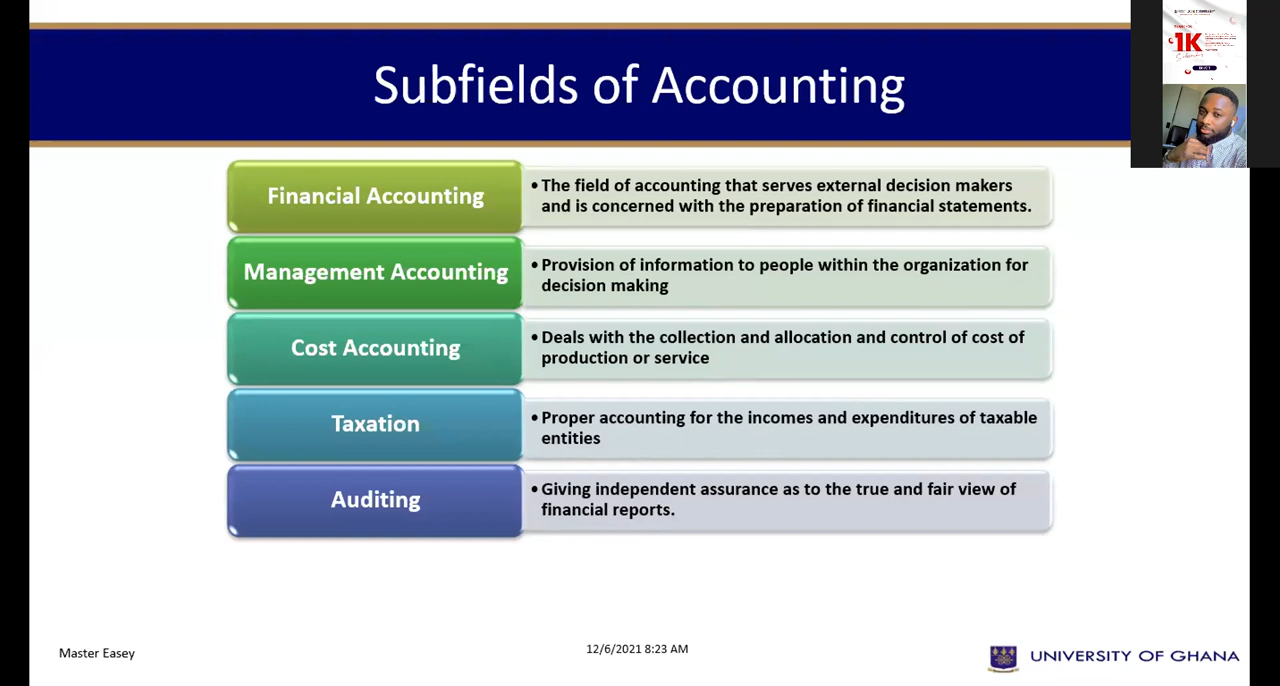 Subfields of Accounting
1K
Financial Accounting
• The field of accounting that serves external decision makers
and is concerned with the preparation of financial statements.
Management Accounting
• Provision of information to people within the organization for
decision making
Cost Accounting
• Deals with the collection and allocation and control of cost of
production or service
Taxation
• Proper accounting for the incomes and expenditures of taxable
entities
Auditing
• Giving independent assurance as to the true and fair view of
financial reports.
Master Easey
12/6/2021 8:23 AM
UNIVERSITY OF GHANA